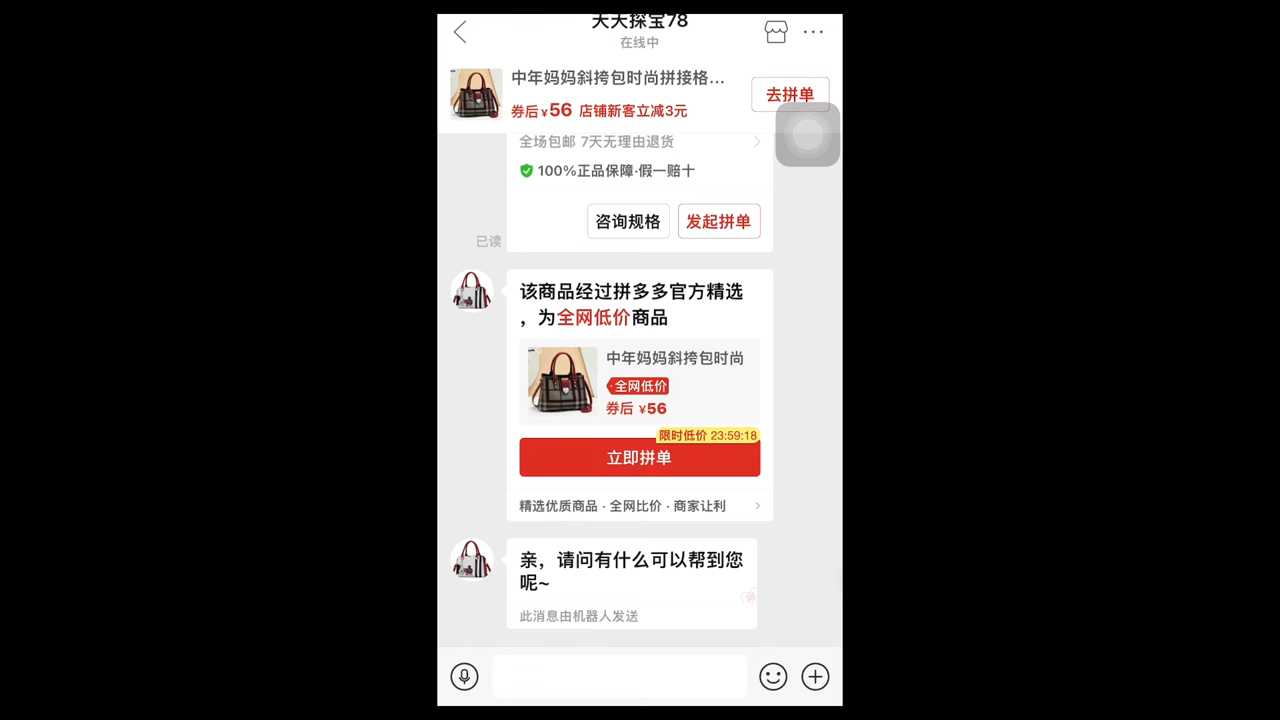 天天探宝78
在线中
中年妈妈斜挎包时尚拼接格...
去拼单
券后¥56 店铺新客立减3元
全场包邮 7天无理由退货
100%正品保障·假一赔十
咨询规格
发起拼单
已读
该商品经过拼多多官方精选
，为全网低价商品
中年妈妈斜挎包时尚
全网低价
券后 ¥56
限时低价 23:59:18
立即拼单
精选优质商品 · 全网比价 · 商家让利
亲，请问有什么可以帮到您
呢~
此消息由机器人发送